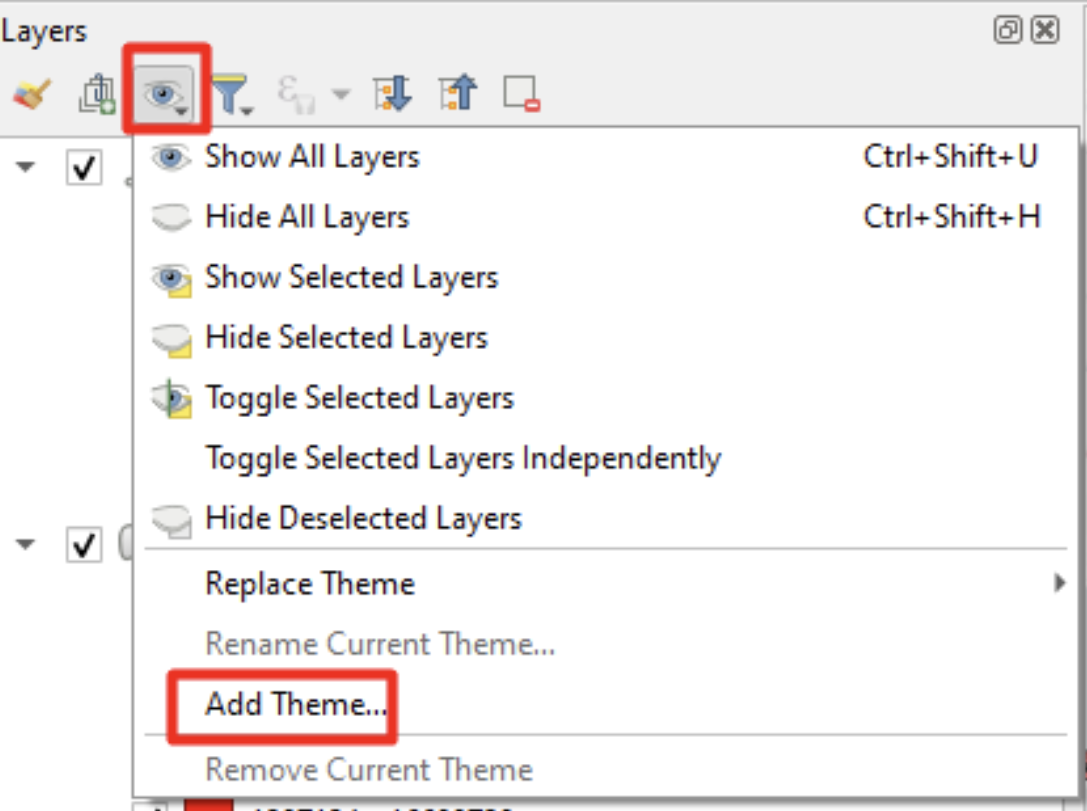 Layers
Show All Layers Ctrl+Shift+U
Hide All Layers Ctrl+Shift+H
Show Selected Layers
Hide Selected Layers
Toggle Selected Layers
Toggle Selected Layers Independently
Hide Deselected Layers
Replace Theme
Rename Current Theme...
Add Theme...
Remove Current Theme